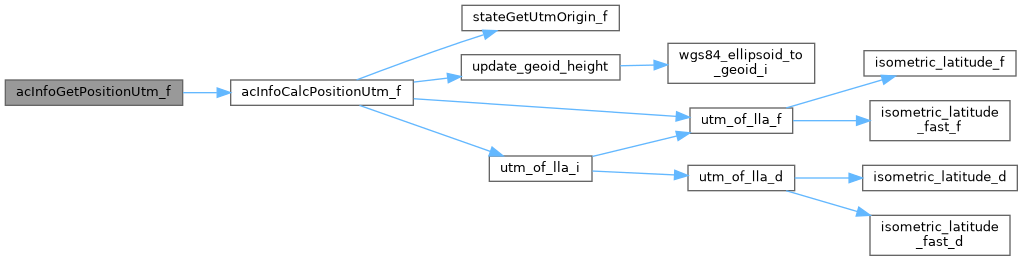 acInfoGetPositionUtm_f
acInfoCalcPositionUtm_f
stateGetUtmOrigin_f
update_geoid_height
wgs84_ellipsoid_to
_geoid_i
utm_of_lla_f
isometric_latitude_f
isometric_latitude
_fast_f
utm_of_lla_i
utm_of_lla_d
isometric_latitude_d
isometric_latitude
_fast_d